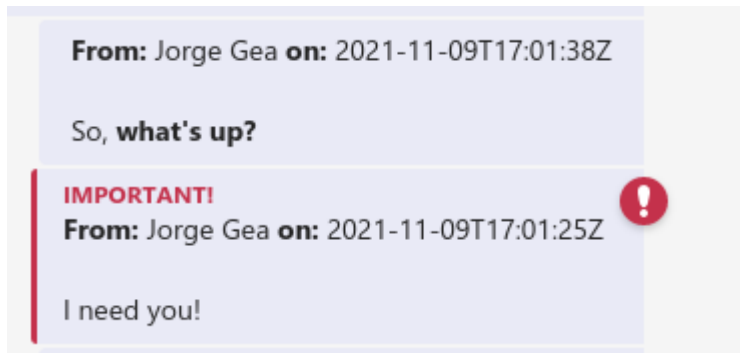 From: Jorge Gea on: 2021-11-09T17:01:38Z
So, what's up?
IMPORTANT!
From: Jorge Gea on: 2021-11-09T17:01:25Z
I need you!